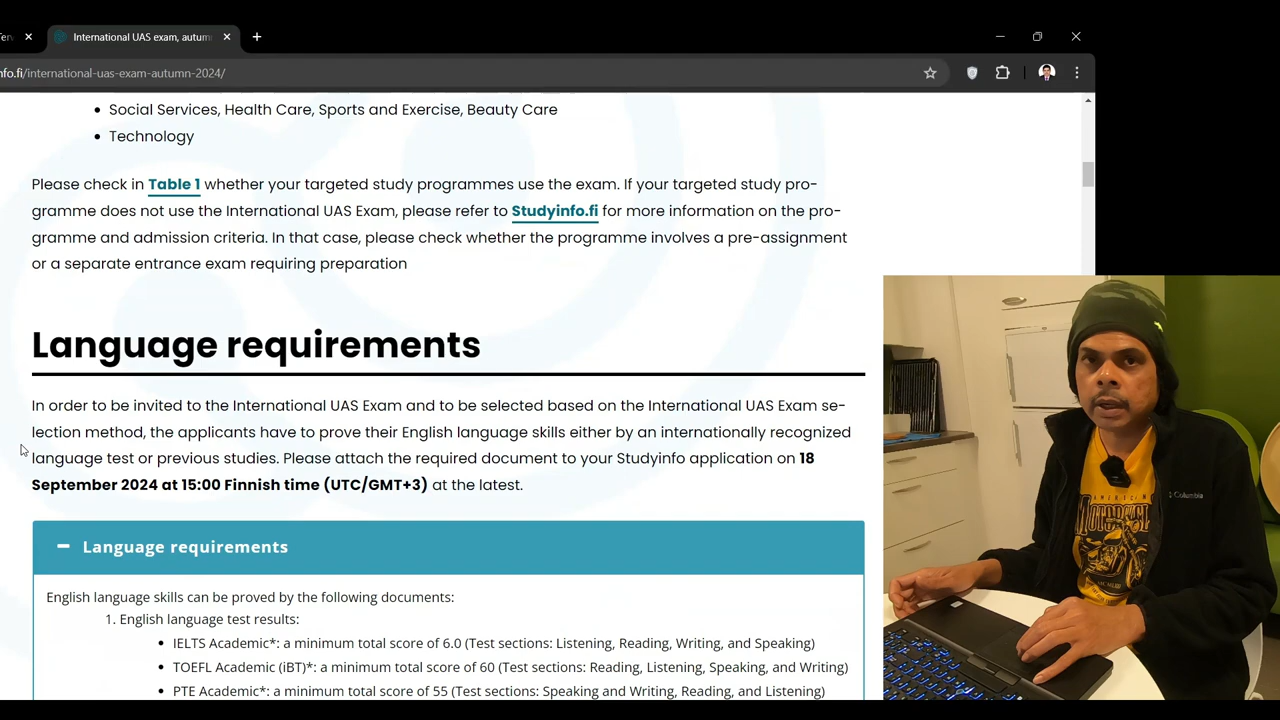 International UAS exam, autum
nfo.fi/international-uas-exam-autumn-2024/
• Social Services, Health Care, Sports and Exercise, Beauty Care
• Technology
Please check in Table 1 whether your targeted study programmes use the exam. If your targeted study pro-
gramme does not use the International UAS Exam, please refer to Studyinfo.fi for more information on the pro-
gramme and admission criteria. In that case, please check whether the programme involves a pre-assignment
or a separate entrance exam requiring preparation
Language requirements
In order to be invited to the International UAS Exam and to be selected based on the International UAS Exam se-
lection method, the applicants have to prove their English language skills either by an internationally recognized
language test or previous studies. Please attach the required document to your Studyinfo application on 18
September 2024 at 15:00 Finnish time (UTC/GMT+3) at the latest.
Language requirements
English language skills can be proved by the following documents:
1. English language test results:
• IELTS Academic*: a minimum total score of 6.0 (Test sections: Listening, Reading, Writing, and Speaking)
• TOEFL Academic (iBT)*: a minimum total score of 60 (Test sections: Reading, Listening, Speaking, and Writing)
• PTE Academic*: a minimum total score of 55 (Test sections: Speaking and Writing, Reading, and Listening)
Columbia
AMERICAN
MOTORCYCLE